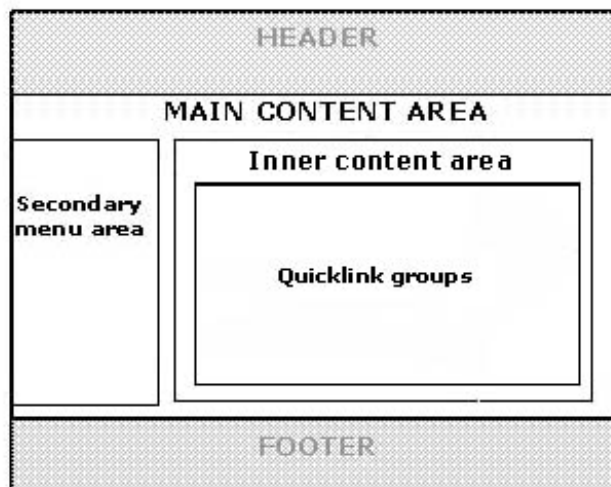 HEADER
MAIN CONTENT AREA
Inner content area
Secondary
menu area
Quicklink groups
FOOTER